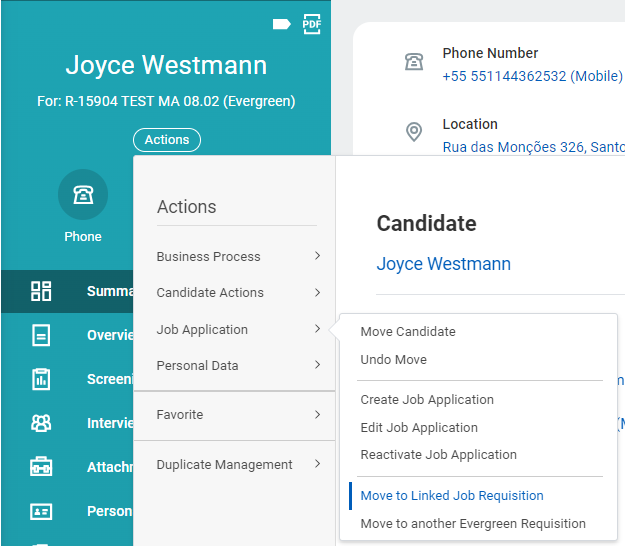 PDF
Joyce Westmann
For: R-15904 TEST MA 08.02 (Evergreen)
Actions
Phone
Summa
Overvie
Screeni
Intervie
Attachn
Person
Phone Number
+55 551144362532 (Mobile)
Location
Rua das Monções 326, Santo
Actions
Business Process
Candidate Actions
Job Application
Personal Data
Favorite
Duplicate Management
Candidate
Joyce Westmann
Move Candidate
Undo Move
Create Job Application
Edit Job Application
Reactivate Job Application
Move to Linked Job Requisition
Move to another Evergreen Requisition